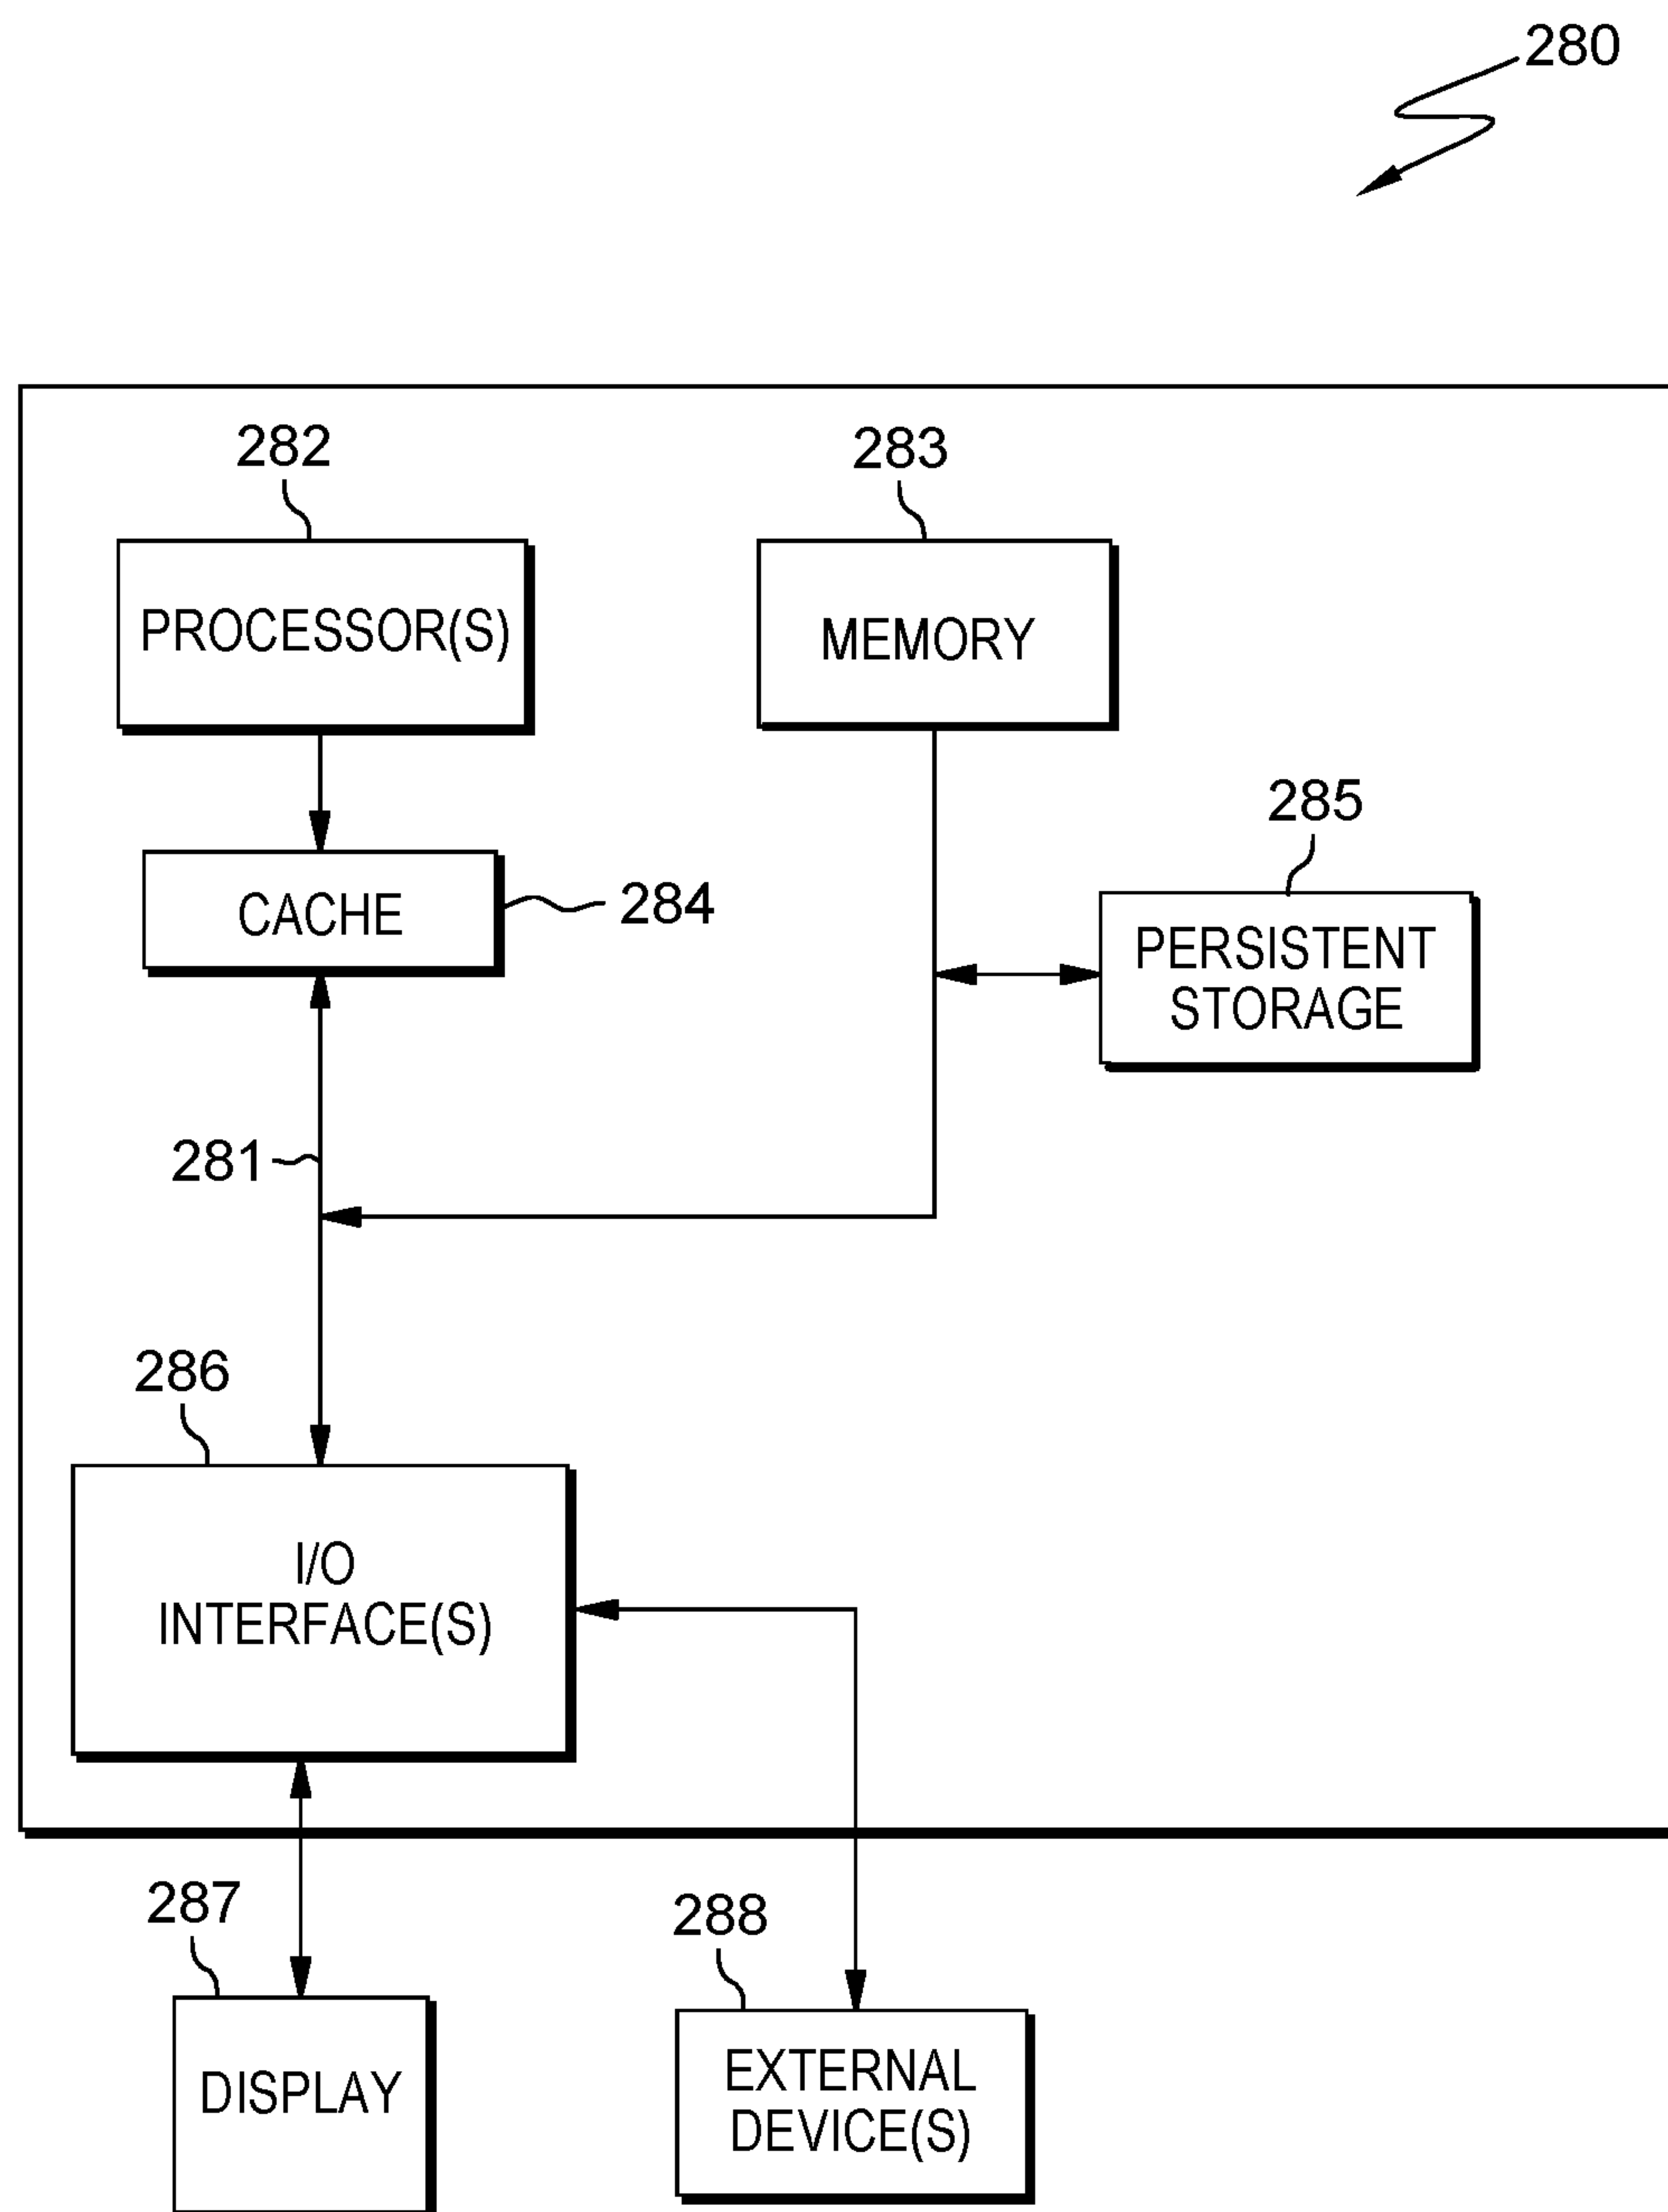 280
282
283
PROCESSOR(S)
MEMORY
285
CACHE
284
PERSISTENT
STORAGE
281
286
I/O
INTERFACE(S)
287
288
DISPLAY
EXTERNAL
DEVICE(S)